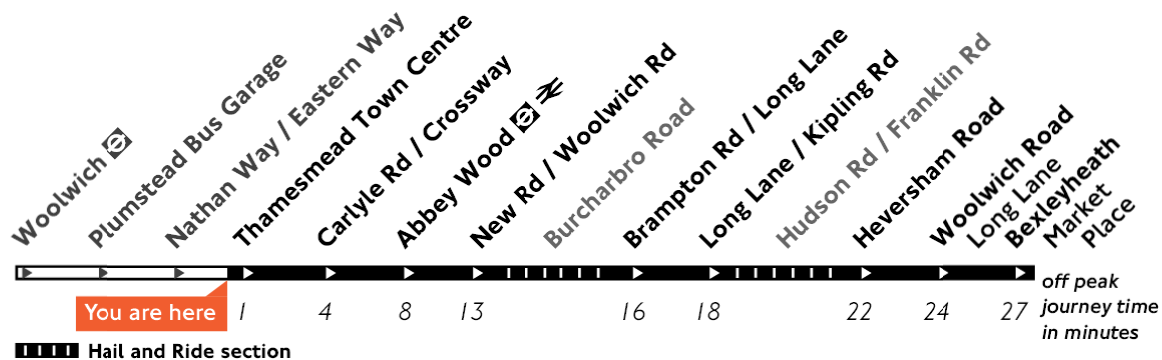 Woolwich
Plumstead Bus Garage
Nathan Way / Eastern Way
Thamesmead Town Centre
Carlyle Rd / Crossway
Abbey Wood
New Rd / Woolwich Rd
Burcharbro Road
Brampton Rd / Long Lane
Long Lane / Kipling Rd
Hudson Rd / Franklin Rd
Heversham Road
Woolwich Road
Long Lane
Bexleyheath
Market
Place
You are here
1 4 8 13 16 18 22 24 27
off peak
journey time
in minutes
Hail and Ride section